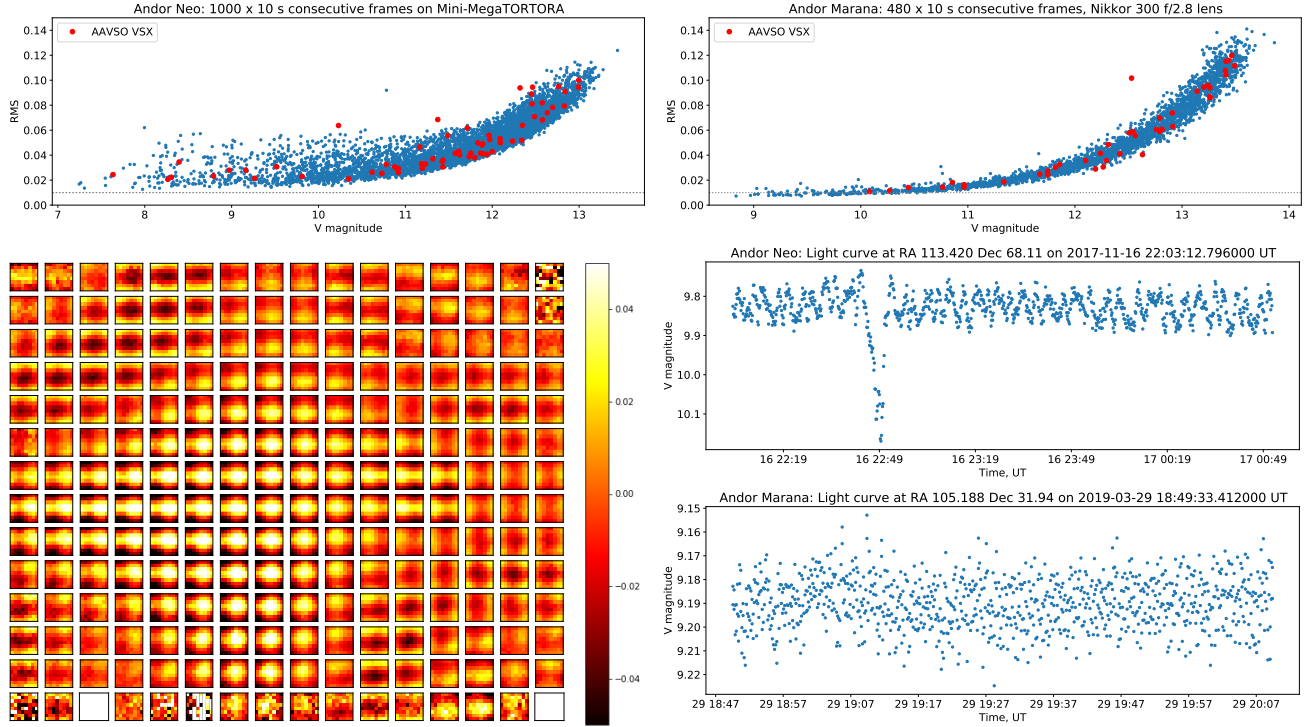 Andor Neo: 1000 x 10 s consecutive frames on Mini-MegaTORTORA
AAVSO VSX
RMS
0.14
0.12
0.10
0.08
0.06
0.04
0.02
0.00
7 8 9 10 11 12 13
V magnitude
Andor Marana: 480 x 10 s consecutive frames, Nikkor 300 f/2.8 lens
AAVSO VSX
RMS
0.14
0.12
0.10
0.08
0.06
0.04
0.02
0.00
9 10 11 12 13 14
V magnitude
0.04
0.02
0.00
−0.02
−0.04
Andor Neo: Light curve at RA 113.420 Dec 68.11 on 2017-11-16 22:03:12.796000 UT
V magnitude
9.8
9.9
10.0
10.1
16 22:19 16 22:49 16 23:19 16 23:49 17 00:19 17 00:49
Time, UT
Andor Marana: Light curve at RA 105.188 Dec 31.94 on 2019-03-29 18:49:33.412000 UT
V magnitude
9.15
9.16
9.17
9.18
9.19
9.20
9.21
9.22
29 18:47 29 18:57 29 19:07 29 19:17 29 19:27 29 19:37 29 19:47 29 19:57 29 20:07
Time, UT